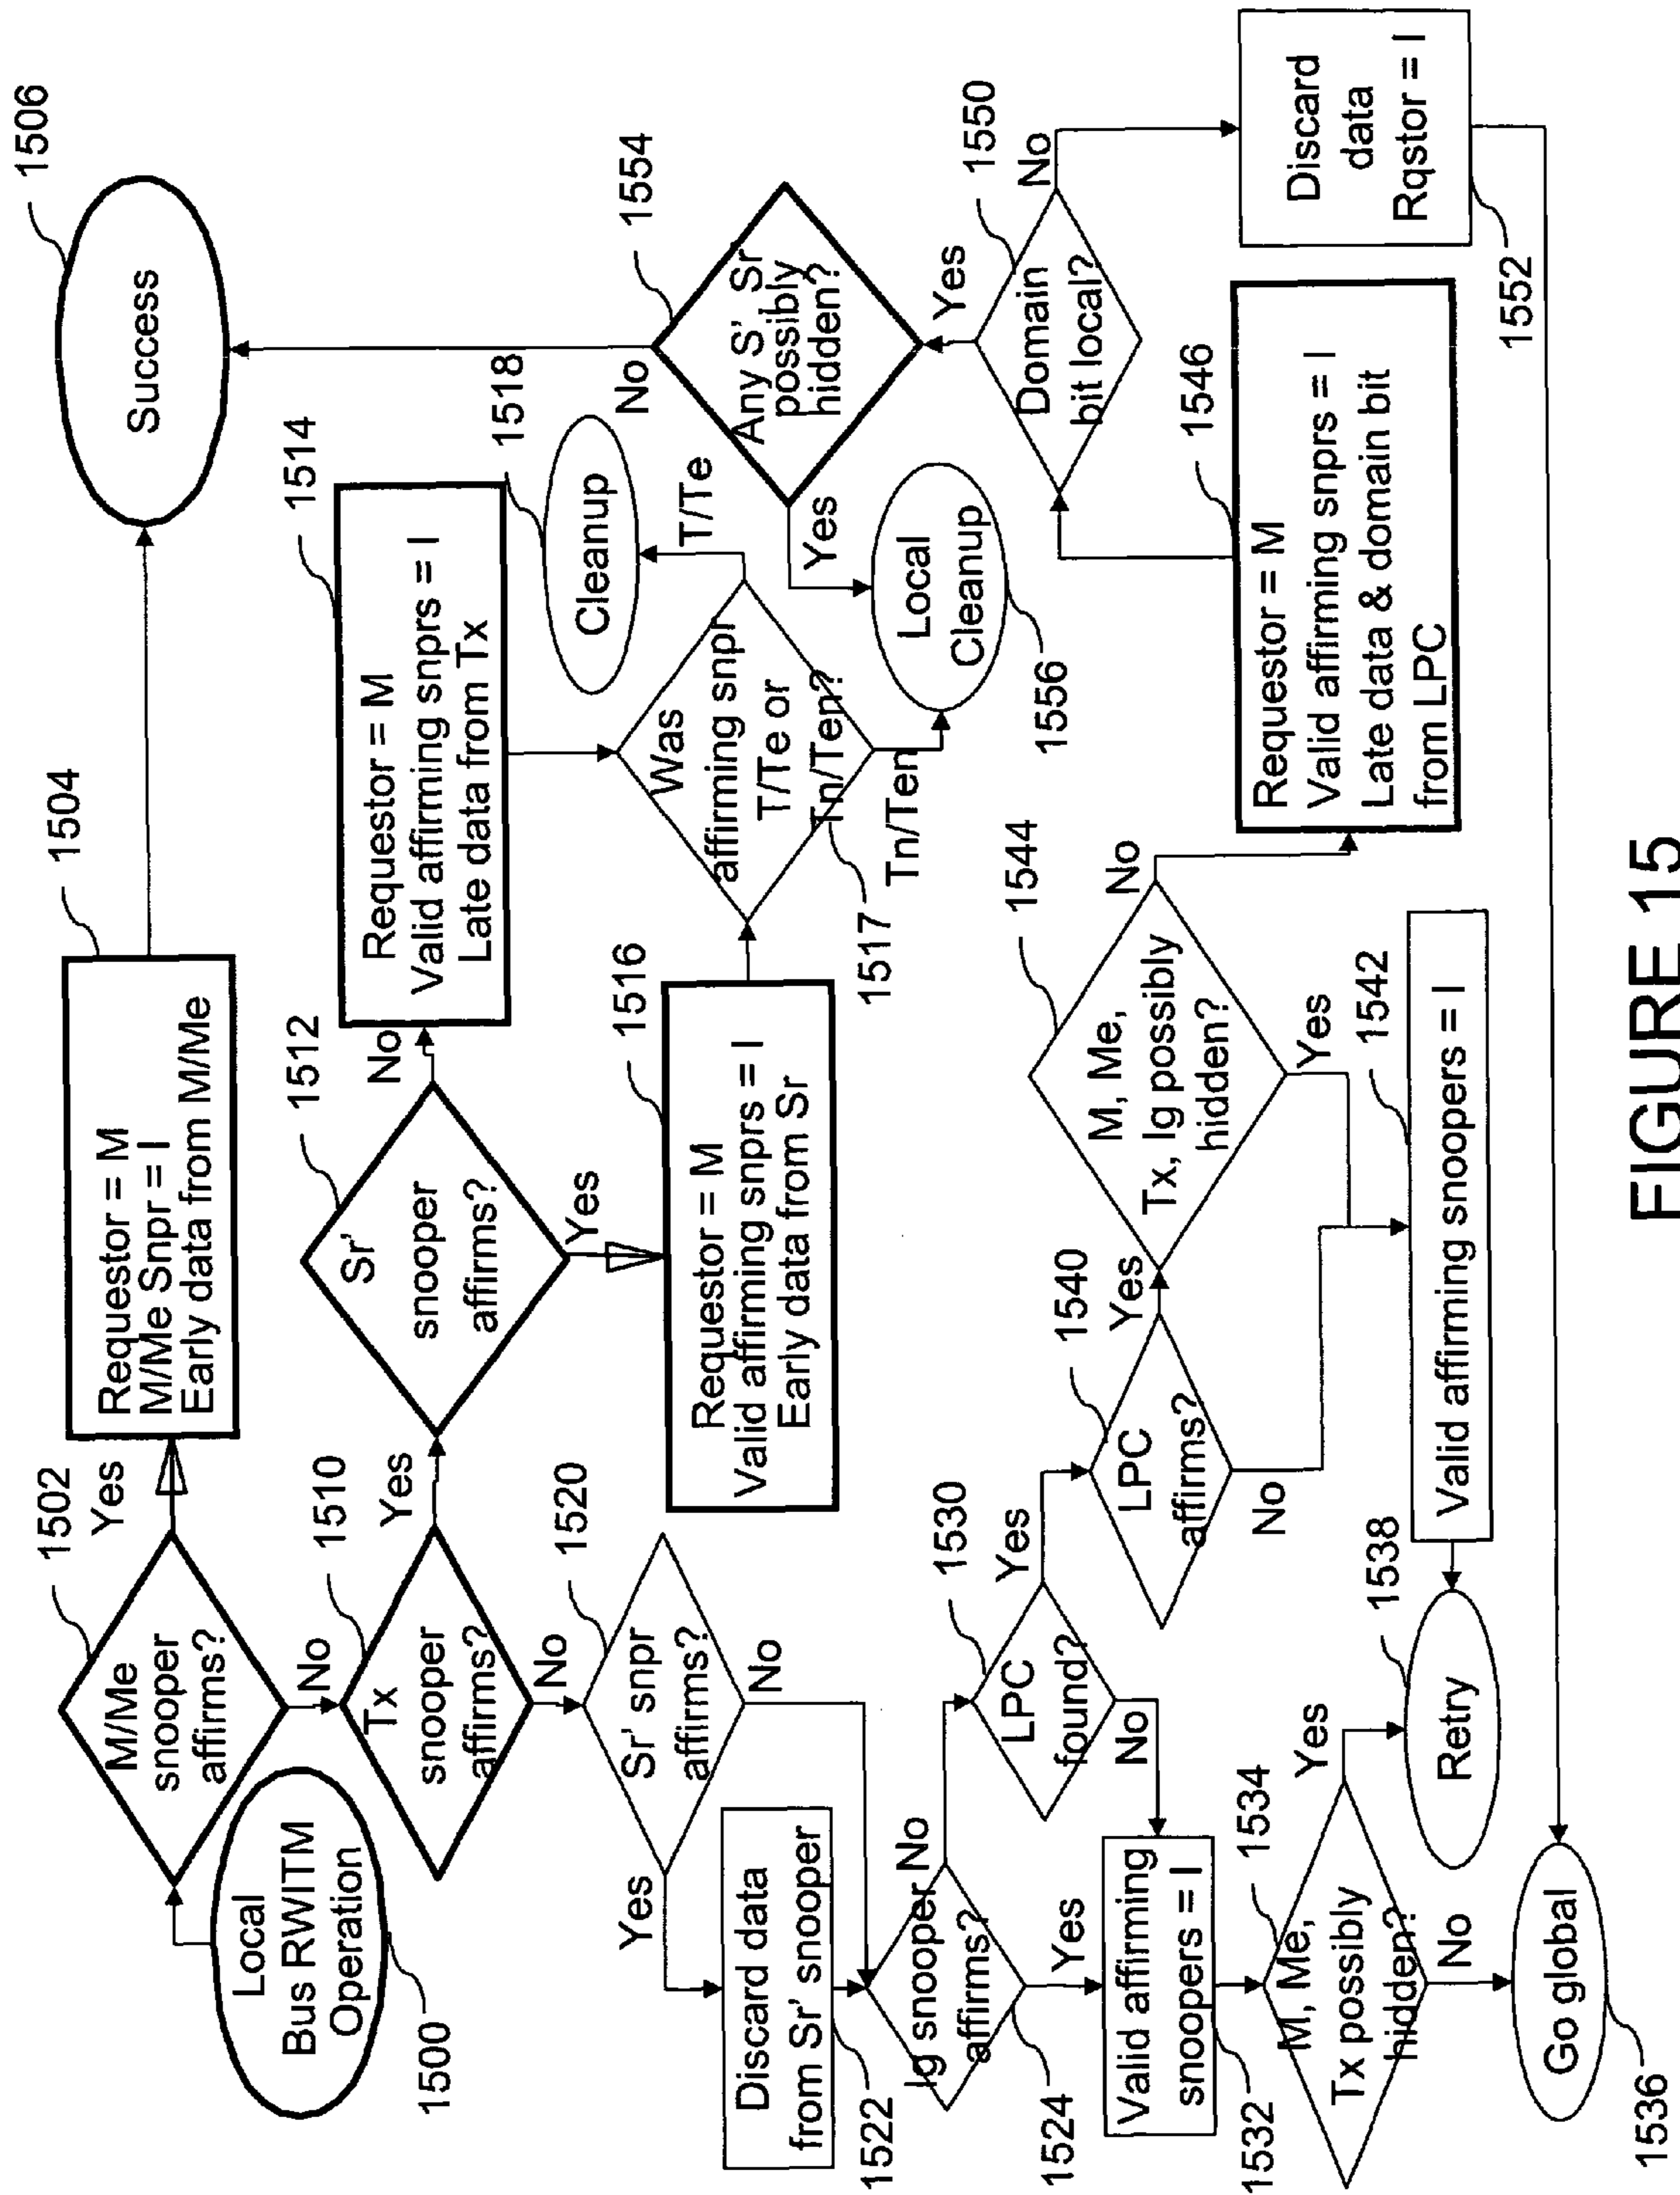 1500
Local
Bus RWITM
Operation
1502
M/Me
snooper
affirms?
Yes
No
1504
Requestor = M
M/Me Snpr = I
Early data from M/Me
1506
Success
1510
Tx
snooper
affirms?
Yes
No
1512
Sr'
snooper
affirms?
No
Yes
1514
Requestor = M
Valid affirming snprs = I
Late data from Tx
1516
Requestor = M
Valid affirming snprs = I
Early data from Sr
1517
Was
affirming snpr
T/Te or
Tn/Ten?
T/Te
Tn/Ten
1518
Cleanup
1520
Sr' snpr
affirms?
Yes
No
1522
Discard data
from Sr' snooper
1524
Ig snooper
affirms?
No
Yes
1530
LPC
found?
Yes
No
1532
Valid affirming
snoopers = I
1534
M, Me,
Tx possibly
hidden?
Yes
No
1536
Go global
1538
Retry
1540
LPC
affirms?
Yes
No
1542
Valid affirming snoopers = I
1544
M, Me,
Tx, Ig possibly
hidden?
No
Yes
1546
Requestor = M
Valid affirming snprs = I
Late data & domain bit
from LPC
1550
Domain
bit local?
Yes
No
1552
Discard
data
Rqstor = I
1554
Any S' Sr
possibly
hidden?
No
Yes
1556
Local
Cleanup
FIGURE 15